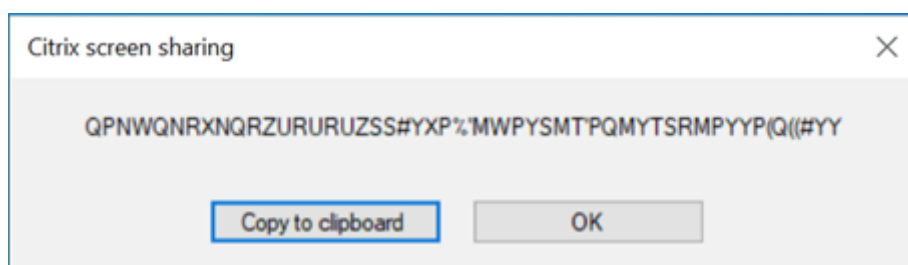 Citrix screen sharing
QPNWQNRXNQRZURURUZSS#YXP%'MWPYSMT'PQMYTSRMPYYP(Q((#YY
Copy to clipboard
OK